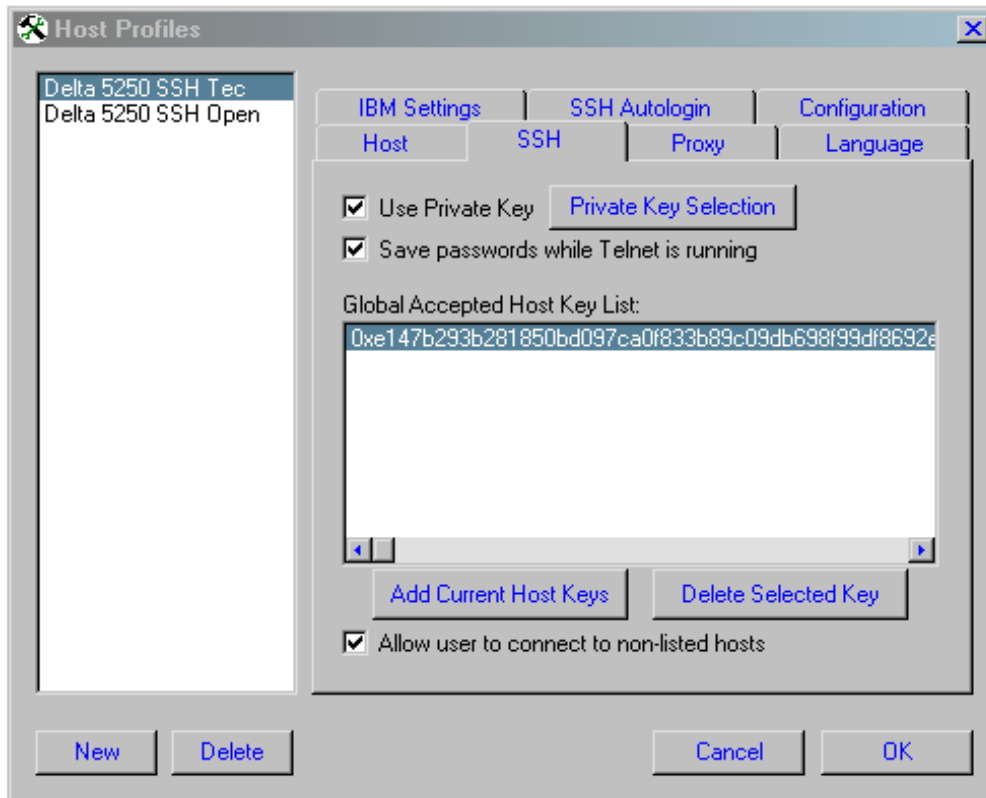 Host Profiles
Delta 5250 SSH Tec
Delta 5250 SSH Open
IBM Settings
SSH Autologin
Configuration
Host
SSH
Proxy
Language
Use Private Key
Private Key Selection
Save passwords while Telnet is running
Global Accepted Host Key List:
0xe147b293b281850bd097ca0f833b89c09db698f99df8692e
Add Current Host Keys
Delete Selected Key
Allow user to connect to non-listed hosts
New
Delete
Cancel
OK